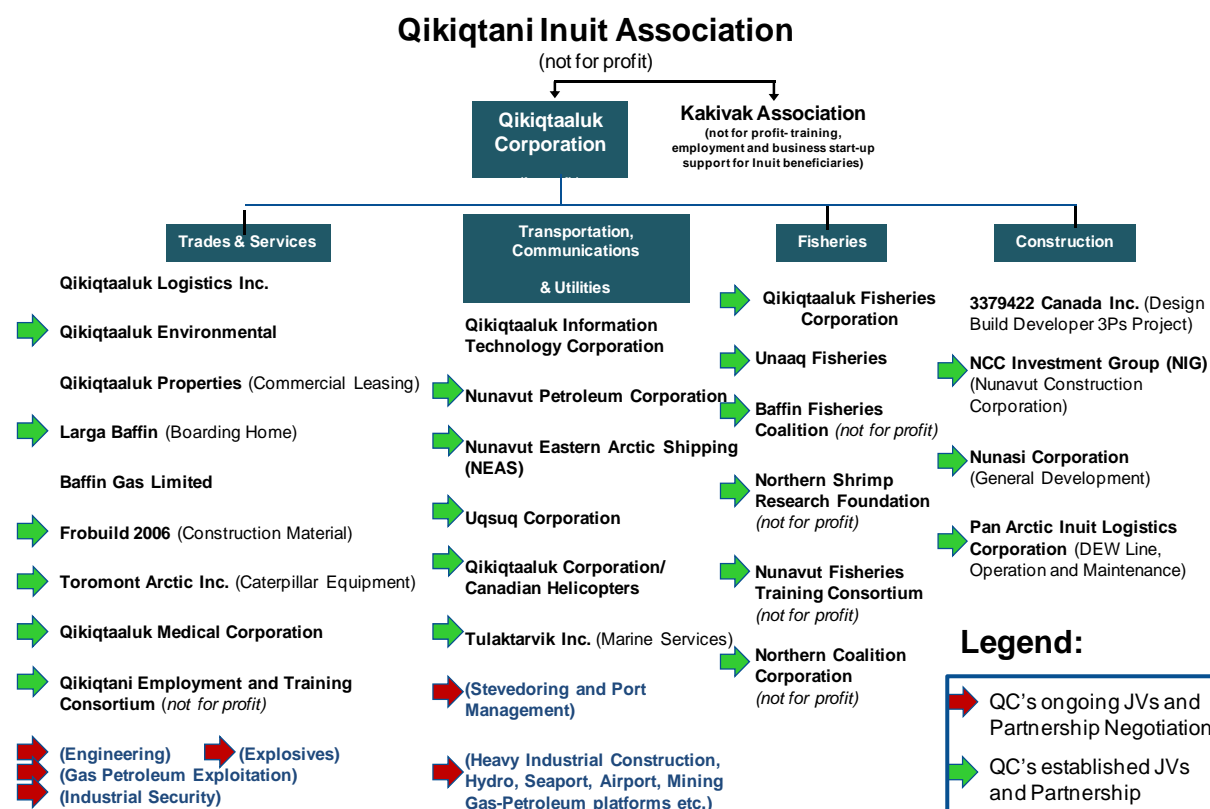 Qikiqtani Inuit Association
(not for profit)
Qikiqtaaluk
Corporation
Kakivak Association
(not for profit- training,
employment and business start-up
support for Inuit beneficiaries)
Trades & Services
Qikiqtaaluk Logistics Inc.
Qikiqtaaluk Environmental
Qikiqtaaluk Properties (Commercial Leasing)
Larga Baffin (Boarding Home)
Baffin Gas Limited
Frobuild 2006 (Construction Material)
Toromont Arctic Inc. (Caterpillar Equipment)
Qikiqtaaluk Medical Corporation
Qikiqtani Employment and Training
Consortium (not for profit)
(Engineering) (Explosives)
(Gas Petroleum Exploitation)
(Industrial Security)
Transportation,
Communications
& Utilities
Qikiqtaaluk Information
Technology Corporation
Nunavut Petroleum Corporation
Nunavut Eastern Arctic Shipping
(NEAS)
Uqsuq Corporation
Qikiqtaaluk Corporation/
Canadian Helicopters
Tulaktarvik Inc. (Marine Services)
(Stevedoring and Port
Management)
(Heavy Industrial Construction,
Hydro, Seaport, Airport, Mining
Gas-Petroleum platforms etc.)
Fisheries
Qikiqtaaluk Fisheries
Corporation
Unaaq Fisheries
Baffin Fisheries
Coalition (not for profit)
Northern Shrimp
Research Foundation
(not for profit)
Nunavut Fisheries
Training Consortium
(not for profit)
Northern Coalition
Corporation
(not for profit)
Construction
3379422 Canada Inc. (Design
Build Developer 3Ps Project)
NCC Investment Group (NIG)
(Nunavut Construction
Corporation)
Nunasi Corporation
(General Development)
Pan Arctic Inuit Logistics
Corporation (DEW Line,
Operation and Maintenance)
Legend:
QC's ongoing JVs and
Partnership Negotiation
QC's established JVs
and Partnership